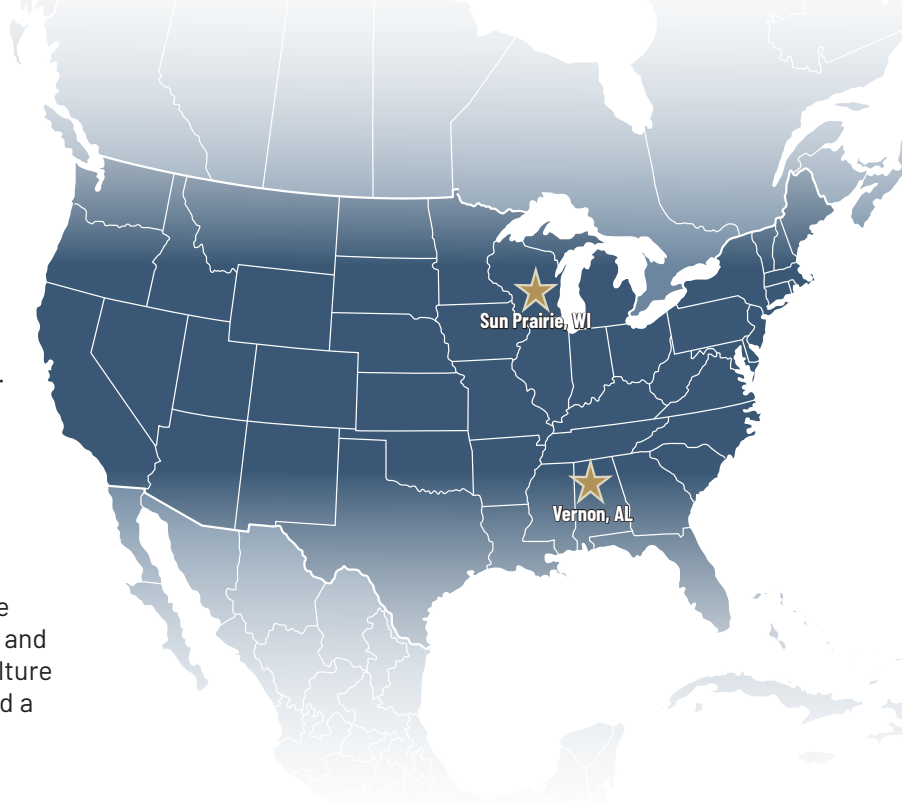 Sun Prairie, WI
.
Vernon, AL
e
and
lture
d a